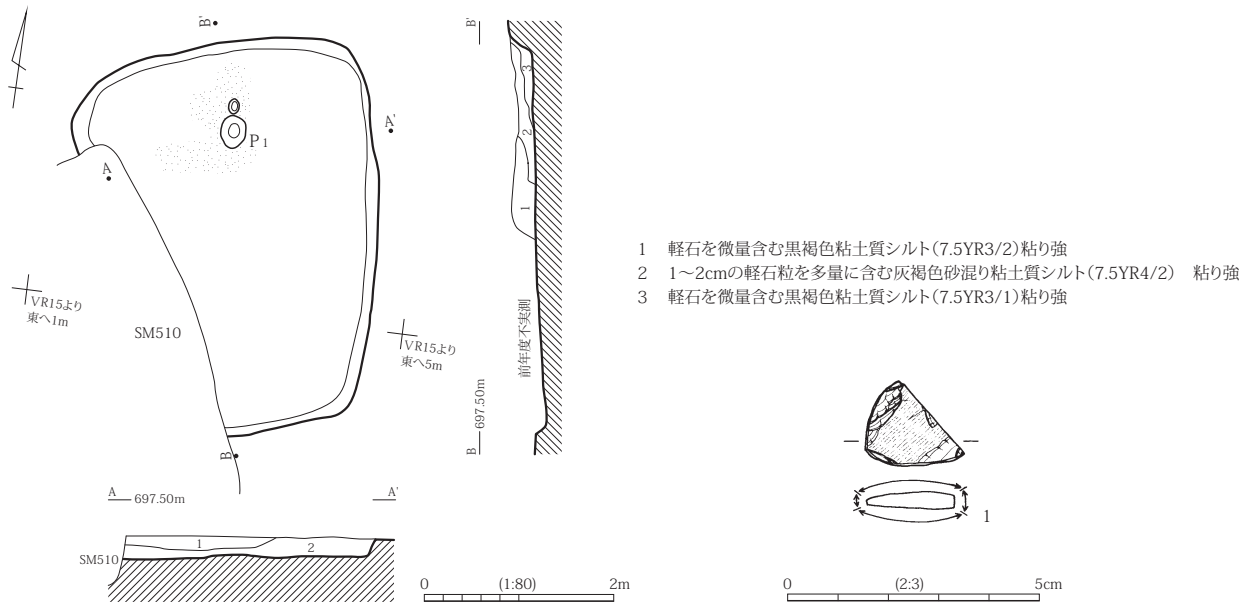 B'
A'
P 1
A
VR15より
東へ1m
SM510
VR15より
東へ5m
B
B'
3
2
1
前年度不実測
B 697.50m
1 軽石を微量含む黒褐色粘土質シルト(7.5YR3/2)粘り強
2 1～2cmの軽石粒を多量に含む灰褐色砂混り粘土質シルト(7.5YR4/2) 粘り強
3 軽石を微量含む黒褐色粘土質シルト(7.5YR3/1)粘り強
A 697.50m A'
1 2
SM510
0 (1:80) 2m
1
0 (2:3) 5cm